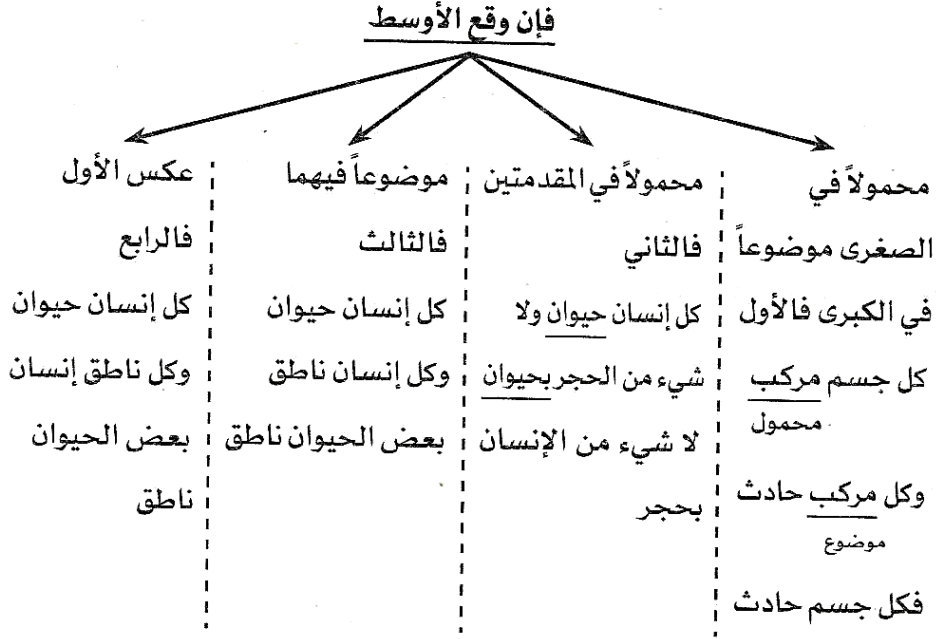 فإن وقع الأوسط
محمولاً في
الصغرى موضوعاً
في الكبرى فالأول
كل جسم مركب
محمول
وكل مركب حادث
موضوع
فكل جسم حادث
محمولاً في المقدمتين
فالثاني
كل إنسان حيوان ولا
شيء من الحجر بحيوان
لا شيء من الإنسان
بحجر
موضوعاً فيهما
فالثالث
كل إنسان حيوان
وكل إنسان ناطق
بعض الحيوان ناطق
عكس الأول
فالرابع
كل إنسان حيوان
وكل ناطق إنسان
بعض الحيوان
ناطق